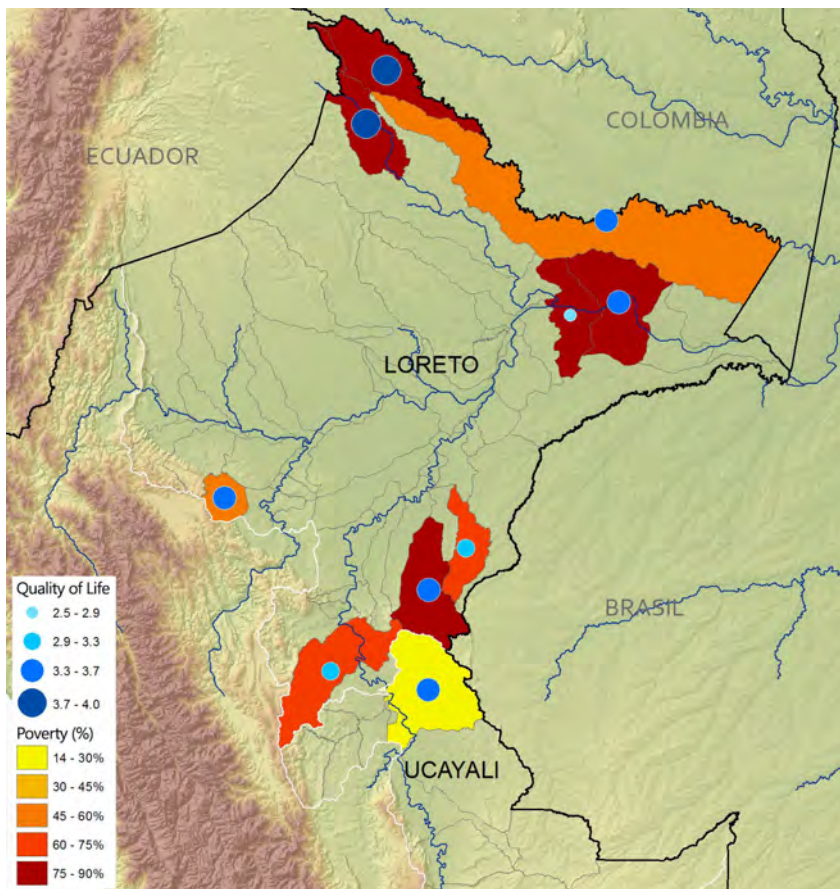 COLOMBIA
ECUADOR
LORETO
BRASIL
UCAYALI
Quality of Life
2.5 - 2.9
2.9 - 3.3
3.3 - 3.7
3.7 - 4.0
Poverty (%)
14 - 30%
30 - 45%
45 - 60%
60 - 75%
75 - 90%